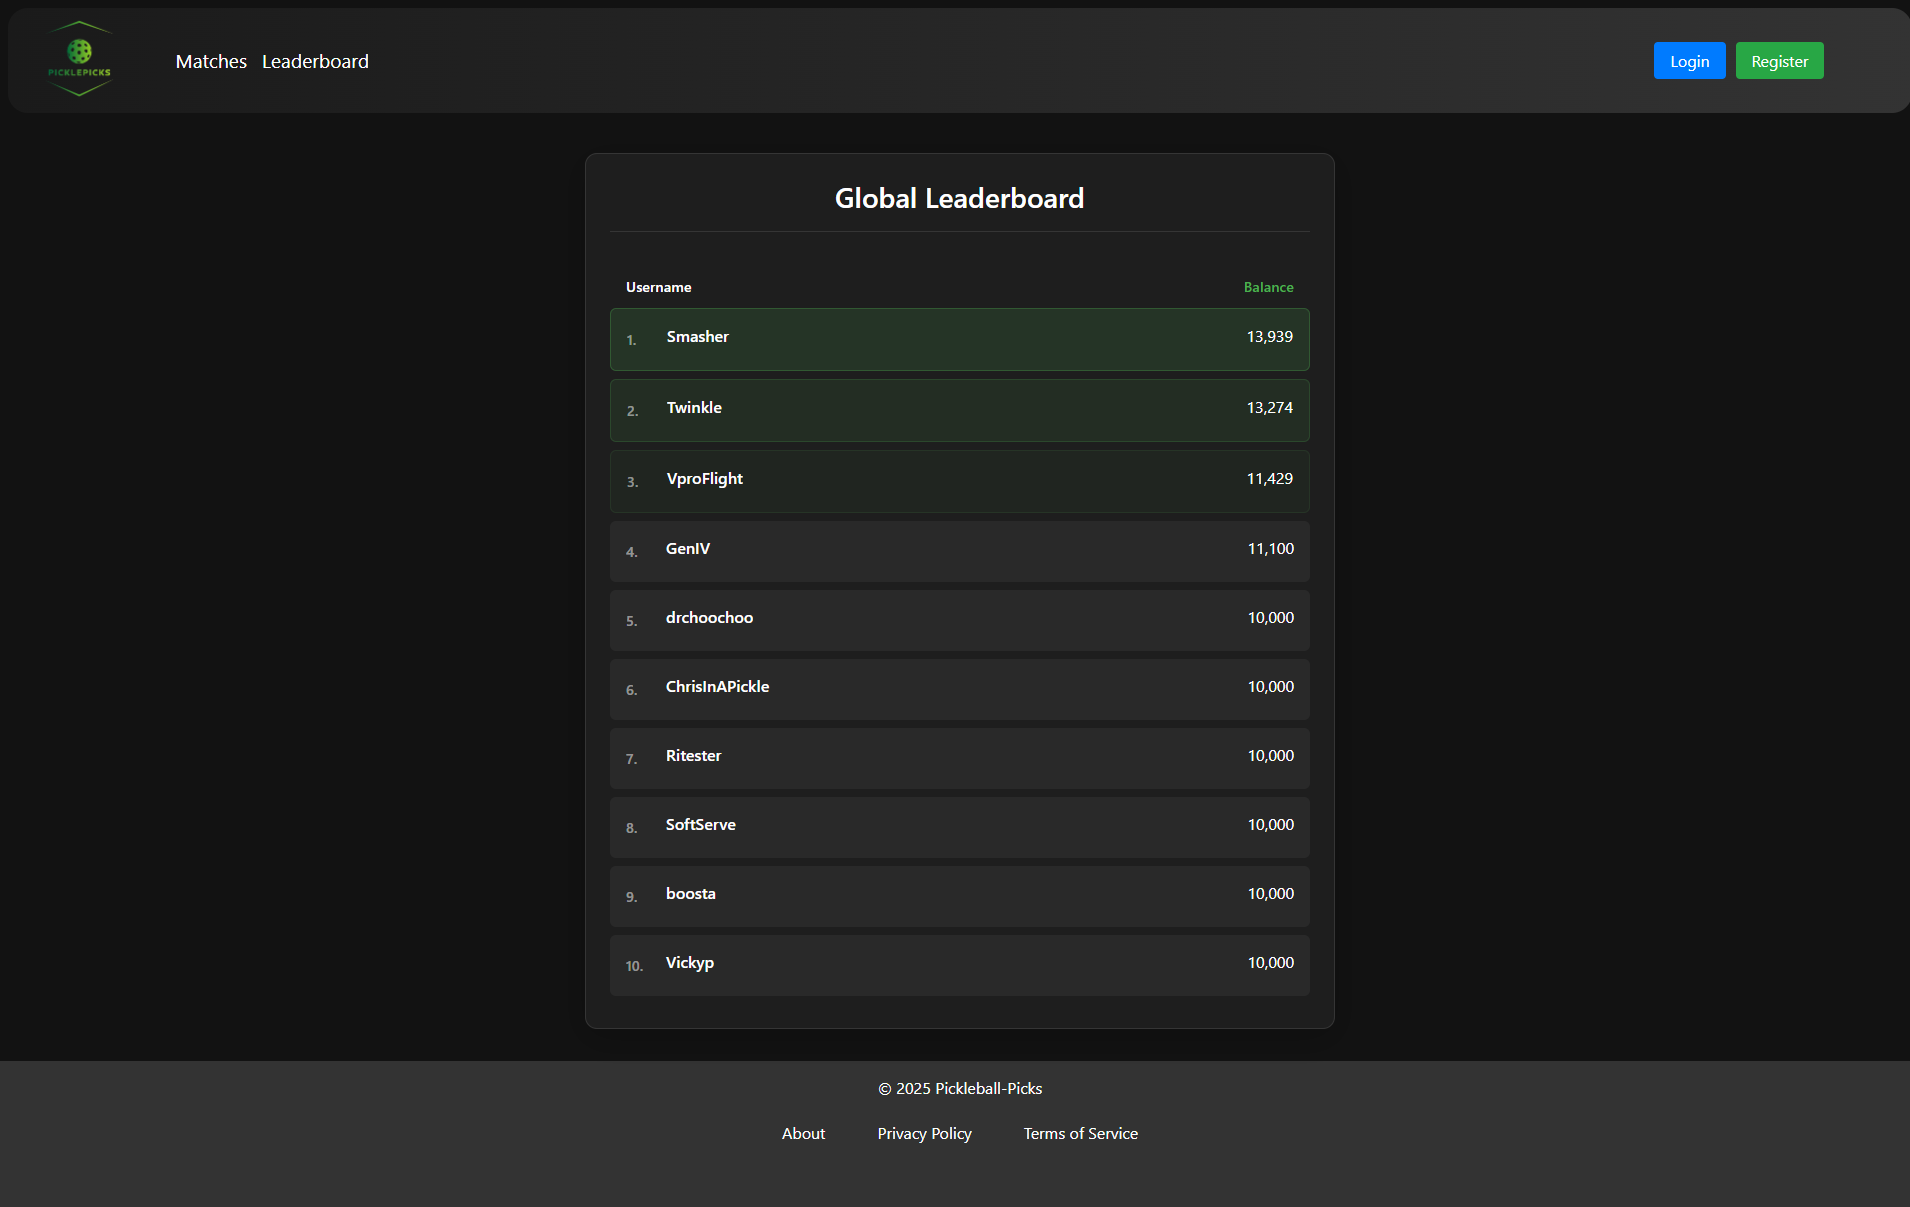 PICKLEPICKS
Matches Leaderboard
Login Register
Global Leaderboard
Username Balance
1. Smasher 13,939
2. Twinkle 13,274
3. VproFlight 11,429
4. GenIV 11,100
5. drchoochoo 10,000
6. ChrisInAPickle 10,000
7. Ritester 10,000
8. SoftServe 10,000
9. boosta 10,000
10. Vickyp 10,000
© 2025 Pickleball-Picks
About Privacy Policy Terms of Service